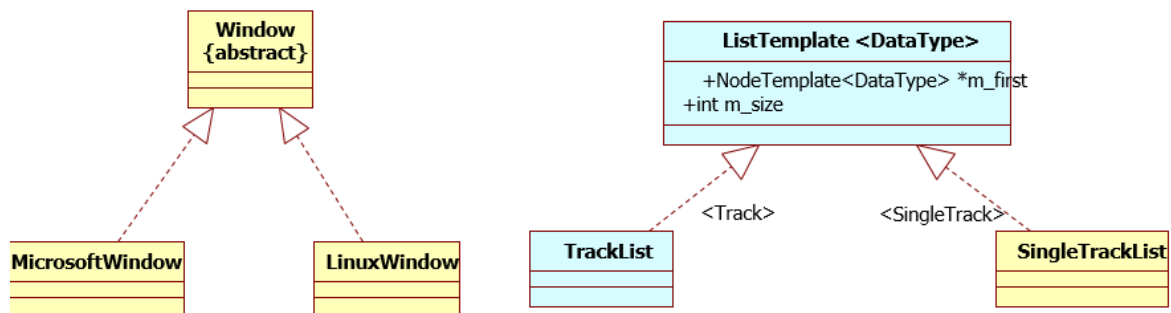 Window
{abstract}
MicrosoftWindow
LinuxWindow
ListTemplate <DataType>
+NodeTemplate<DataType> *m_first
+int m_size
<Track>
<SingleTrack>
TrackList
SingleTrackList